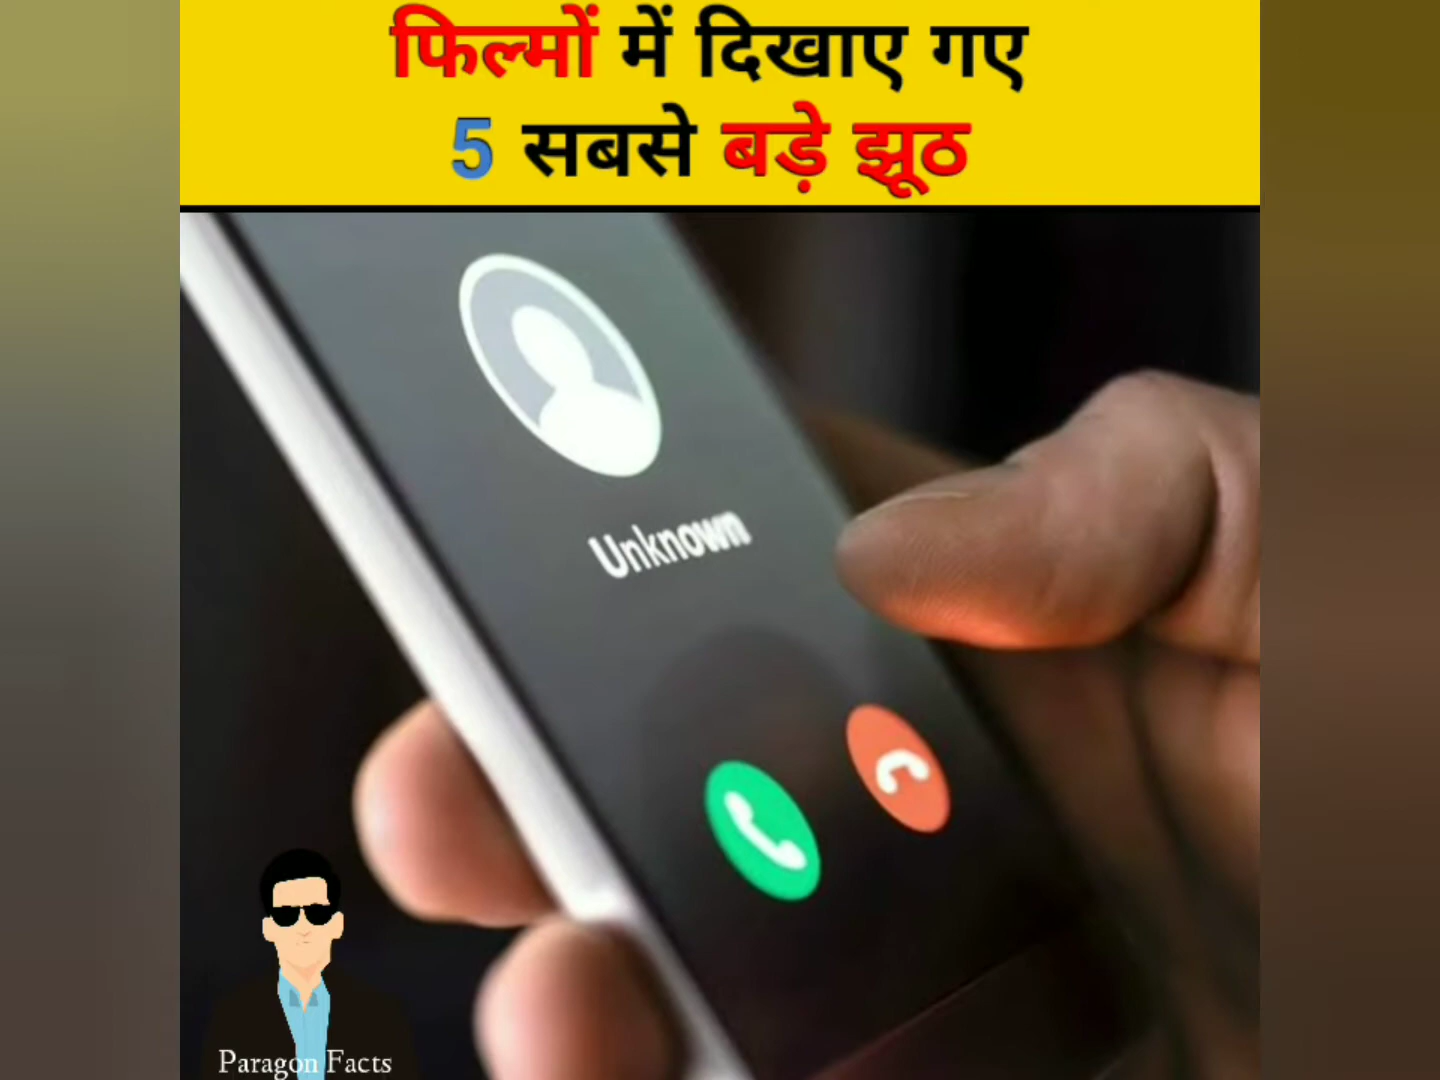 फिल्मों में दिखाए गए
5 सबसे बड़े झूठ
Unknown
Paragon Facts